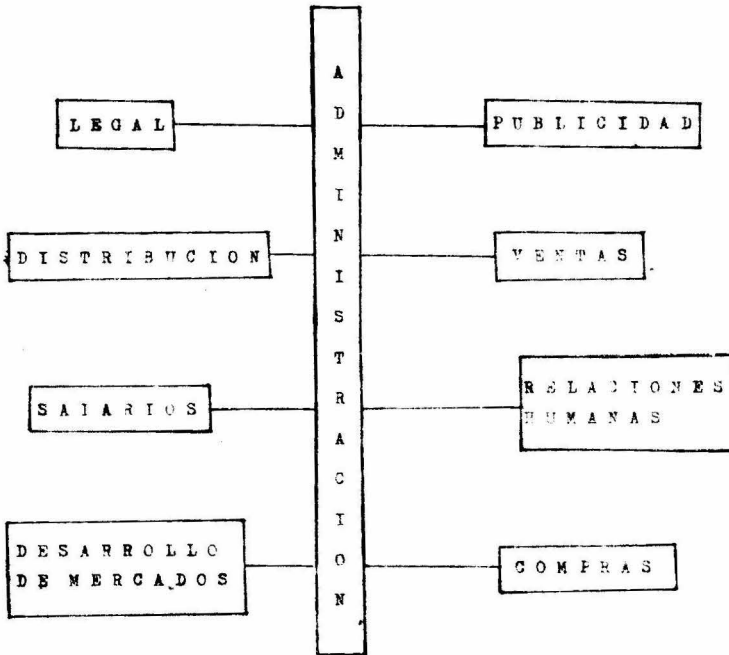 ADMINISTRACION
LEGAL
PUBLICIDAD
DISTRIBUCION
VENTAS
SALARIOS
RELACIONES
HUMANAS
DESARROLLO
DE MERCADOS
COMPRAS